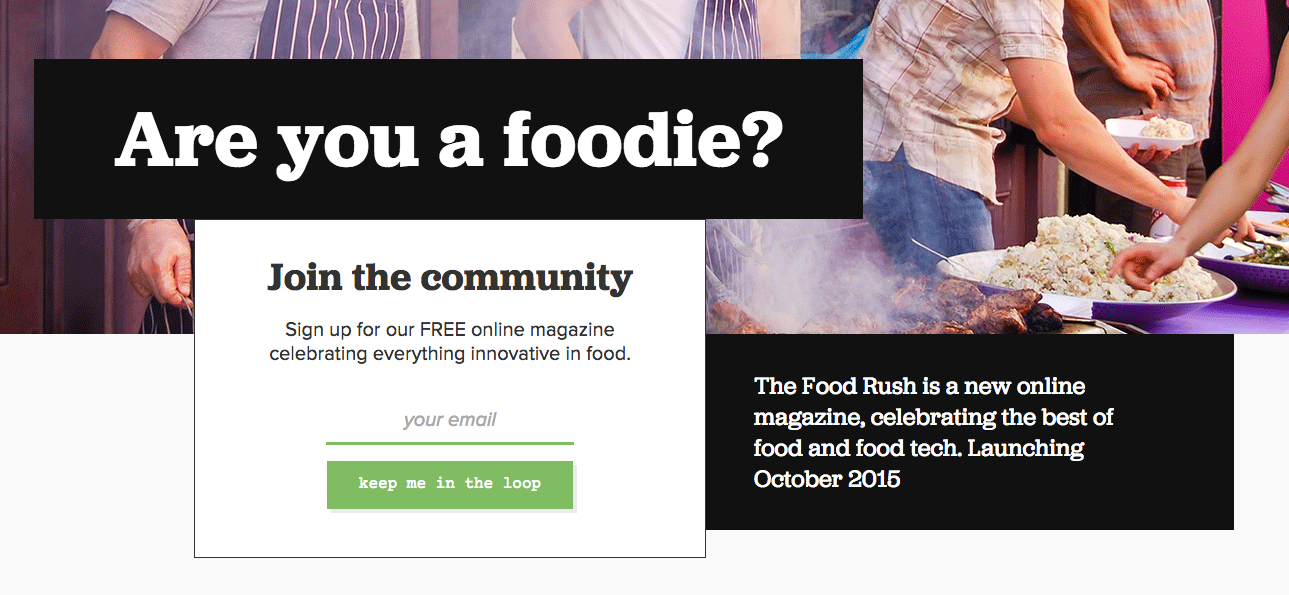 Are you a foodie?
Join the community
Sign up for our FREE online magazine
celebrating everything innovative in food.
your email
keep me in the loop
The Food Rush is a new online
magazine, celebrating the best of
food and food tech. Launching
October 2015